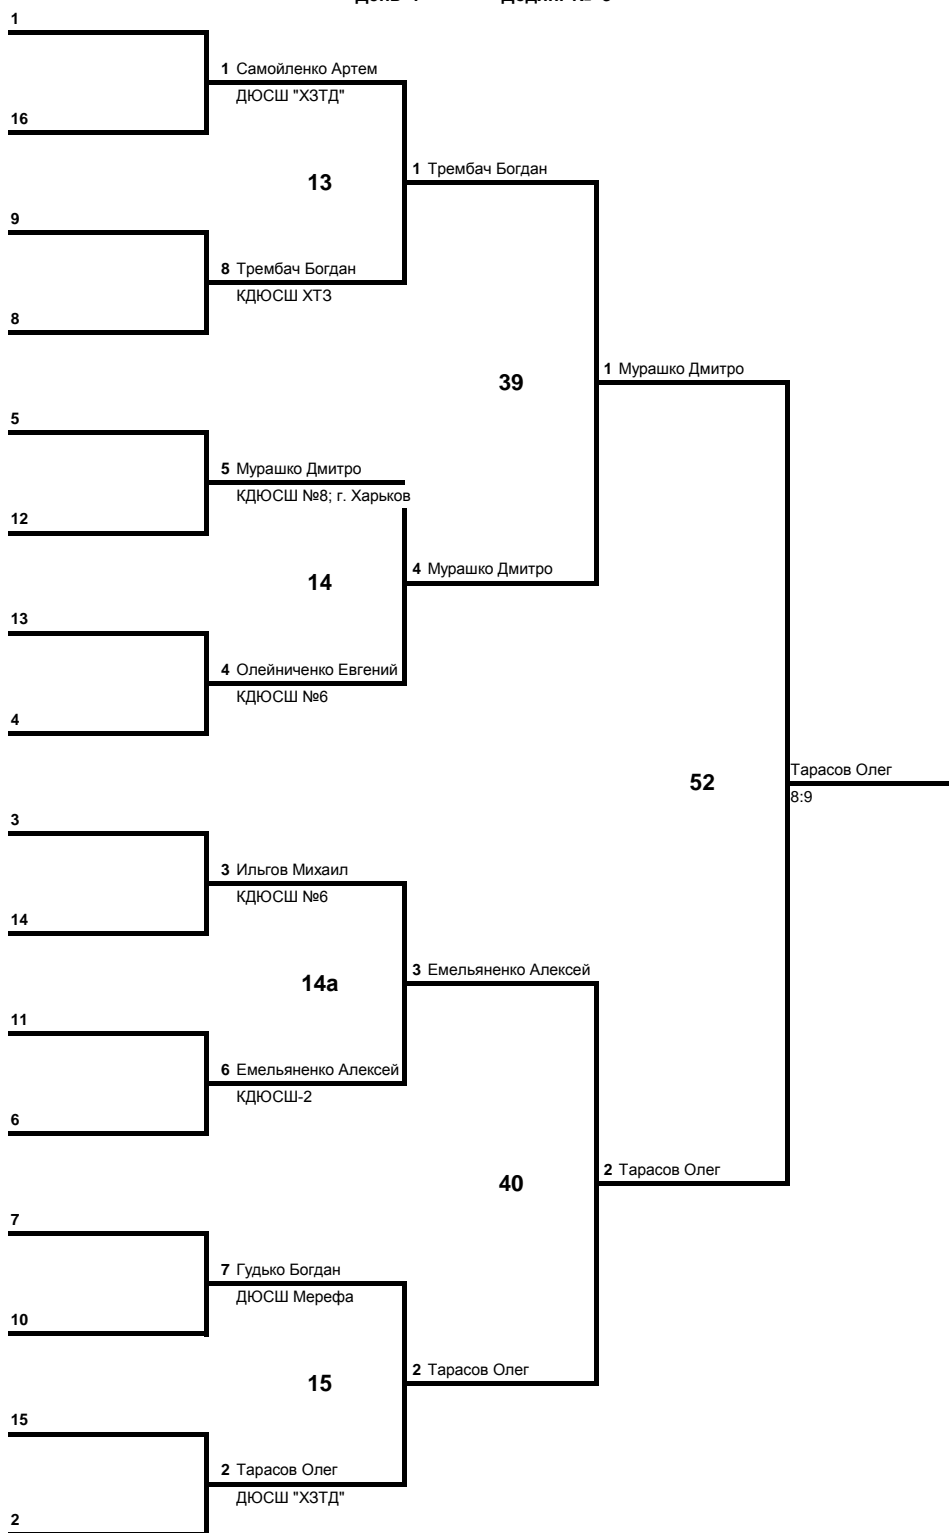 1
1 Самойленко Артем
ДЮСШ "ХЗТД"
16
13
1 Трембач Богдан
9
8 Трембач Богдан
КДЮСШ ХТЗ
8
39
1 Мурашко Дмитро
5
5 Мурашко Дмитро
КДЮСШ №8; г. Харьков
12
14
4 Мурашко Дмитро
13
4 Олейниченко Евгений
КДЮСШ №6
4
52
Тарасов Олег
8:9
3
3 Ильгов Михаил
КДЮСШ №6
14
14а
3 Емельяненко Алексей
11
6 Емельяненко Алексей
КДЮСШ-2
6
40
2 Тарасов Олег
7
7 Гудько Богдан
ДЮСШ Мерефа
10
15
2 Тарасов Олег
15
2 Тарасов Олег
ДЮСШ "ХЗТД"
2